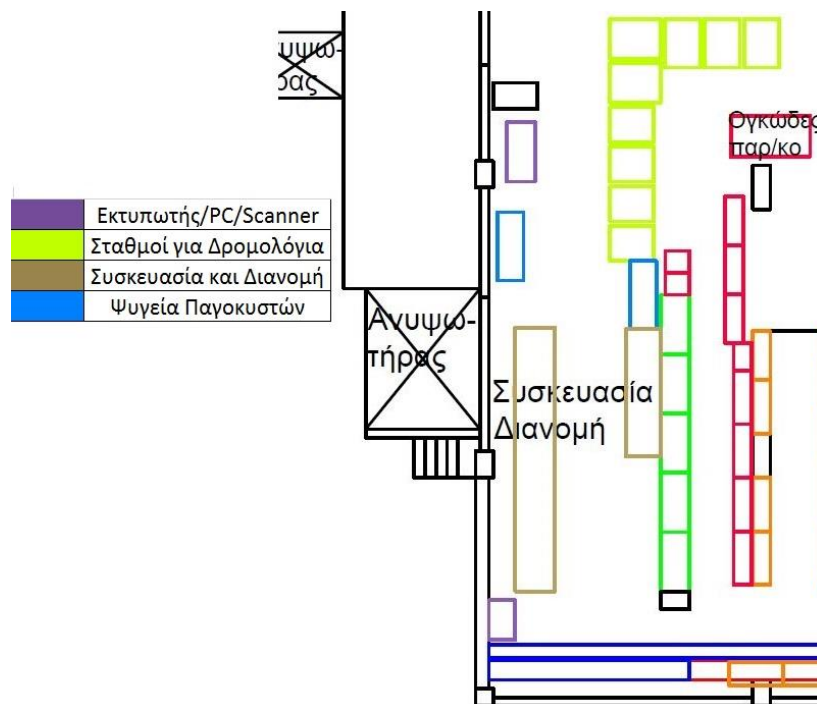 Ογκώδες
παρ/κο
Εκτυπωτής/PC/Scanner
Σταθμοί για Δρομολόγια
Συσκευασία και Διανομή
Ψυγεία Παγοκυστών
Ανυψω-
τήρας
Συσκευασία
Διανομή